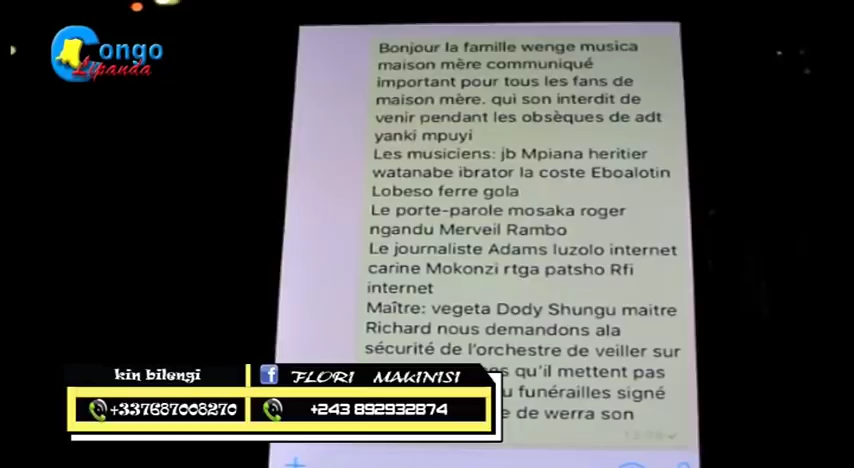 Congo
Lipanda
Bonjour la famille wenge musica
maison mère communiqué
important pour tous les fans de
maison mère. qui son interdit de
venir pendant les obsèques de adt
yanki mpuyi
Les musiciens: jb Mpiana heritier
watanabe ibrator la coste Eboalotin
Lobeso ferre gola
Le porte-parole mosaka roger
ngandu Merveil Rambo
Le journaliste Adams luzolo internet
carine Mokonzi rtga patsho Rfi
internet
Maître: vegeta Dody Shungu maitre
Richard nous demandons ala
sécurité de l'orchestre de veiller sur
qu'il mettent pas
funérailles signé
de werra son
kin bilengi
FLORI MAKINISI
+337687008270
+243 892932874